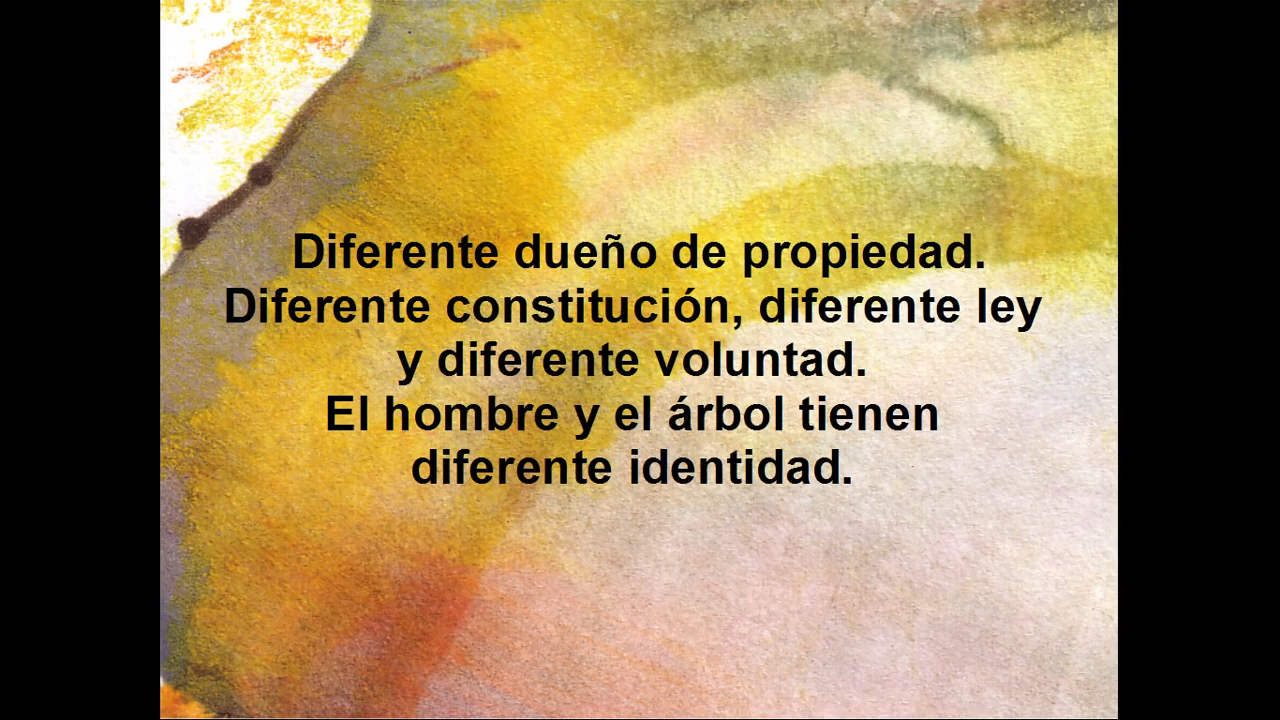 Diferente dueño de propiedad.
Diferente constitución, diferente ley
y diferente voluntad.
El hombre y el árbol tienen
diferente identidad.